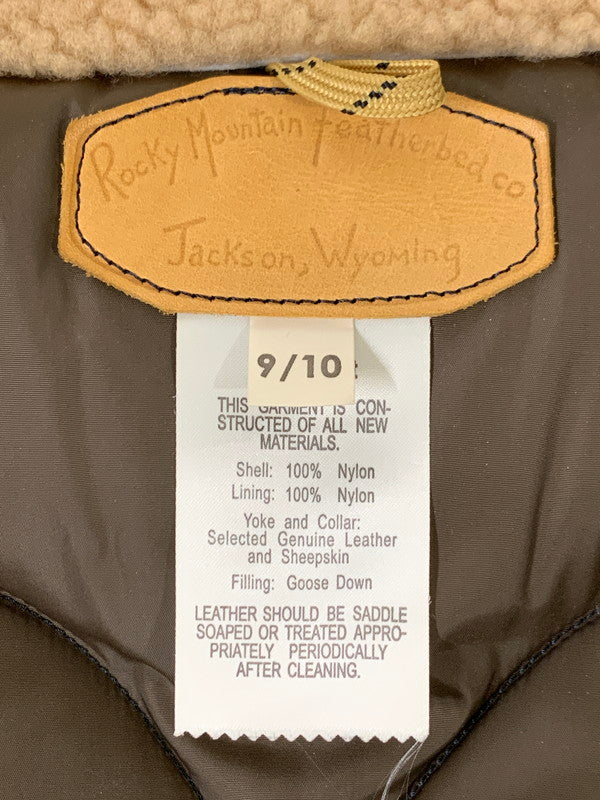 Rocky Mountain Featherbed co
Jackson, Wyoming
9/10
THIS GARMENT IS CON-
STRUCTED OF ALL NEW
MATERIALS.
Shell: 100% Nylon
Lining: 100% Nylon
Yoke and Collar:
Selected Genuine Leather
and Sheepskin
Filling: Goose Down
LEATHER SHOULD BE SADDLE
SOAPED OR TREATED APPRO-
PRIATELY PERIODICALLY
AFTER CLEANING.